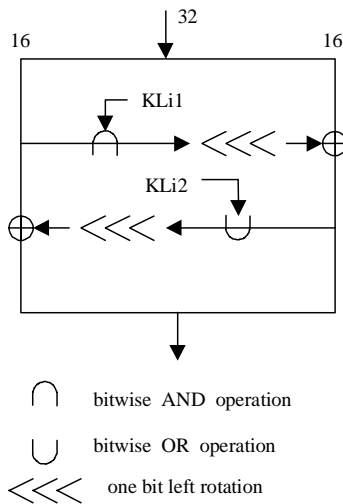 32
16 16
KLi1
KLi2
bitwise AND operation
bitwise OR operation
one bit left rotation